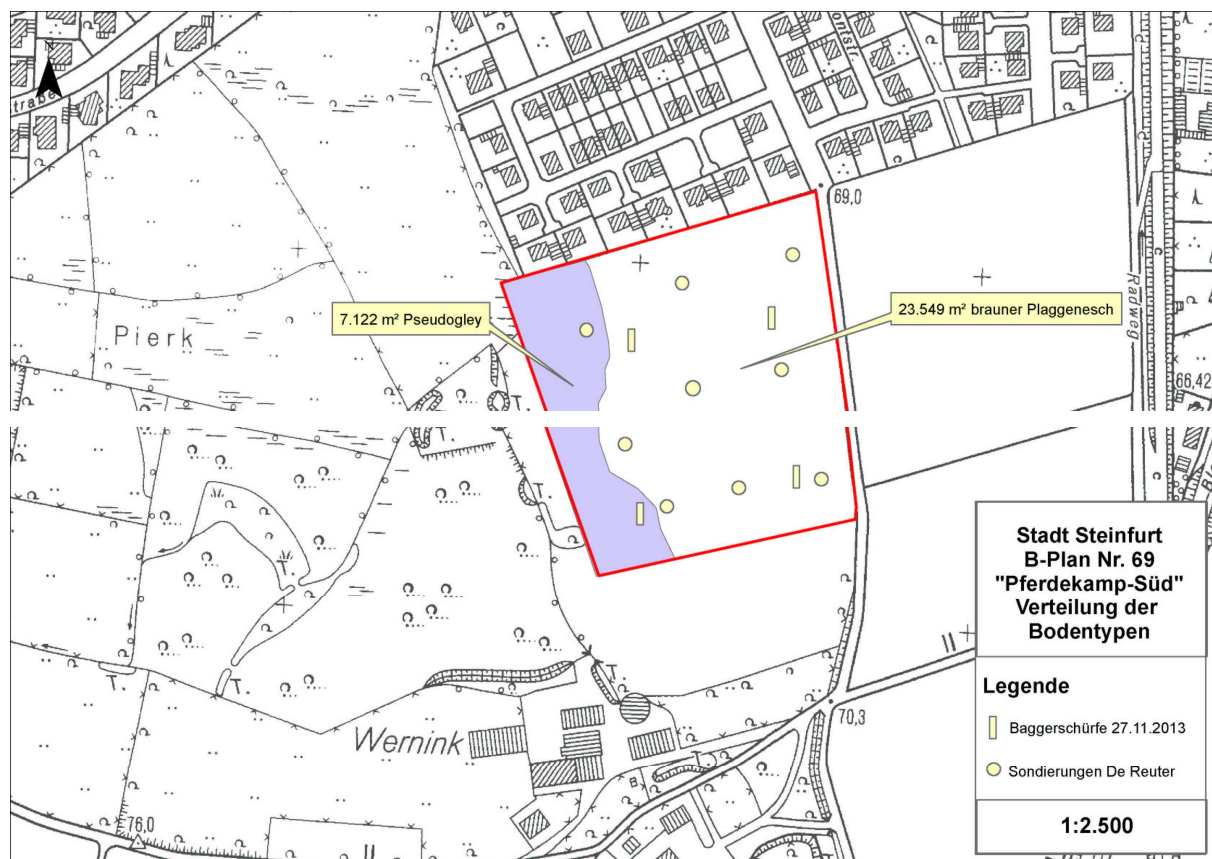 N
ontstr.
69,0
7.122 m² Pseudogley
23.549 m² brauner Plaggenesch
Radweg
Pierk
66,42
T.
T.
T.
T.
T.
T.
T.
Stadt Steinfurt
B-Plan Nr. 69
"Pferdekamp-Süd"
Verteilung der
Bodentypen
Legende
Baggerschürfe 27.11.2013
Sondierungen De Reuter
1:2.500
70,3
Wernink
76,0